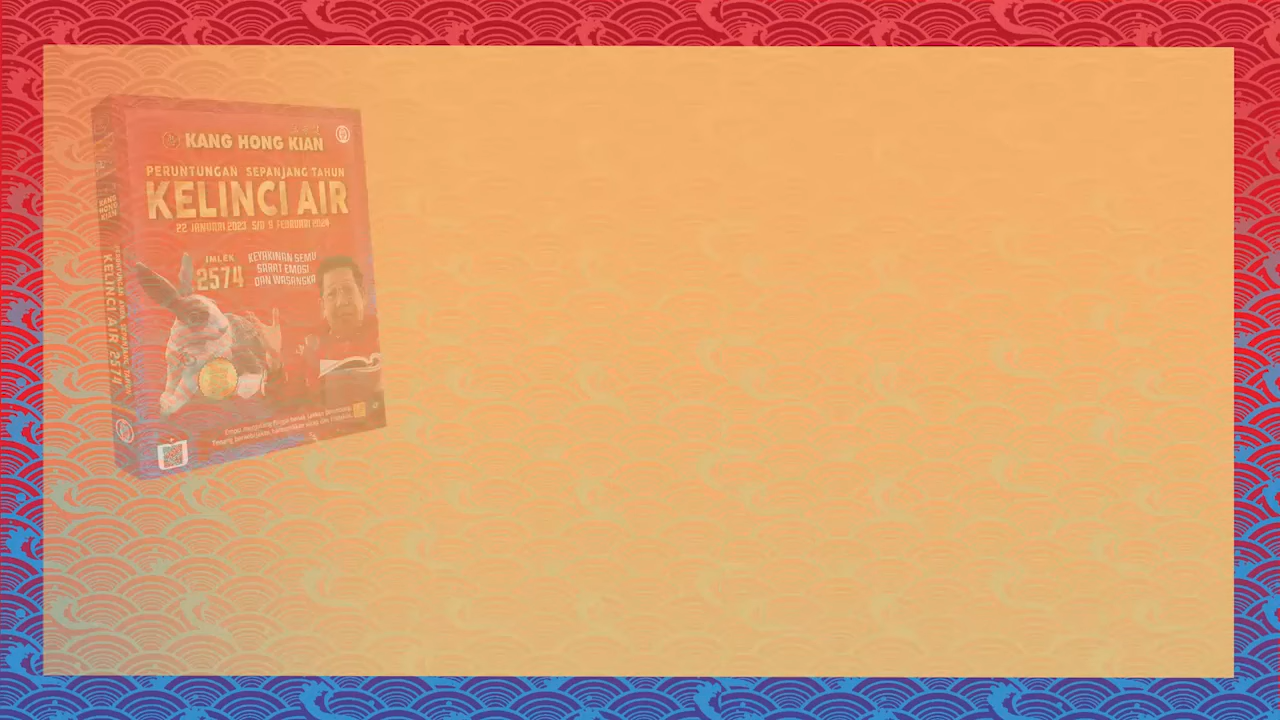 KANG HONG KIAN
PERUNTUNGAN SEPANJANG TAHUN
KELINCI AIR
22 JANUARI 2023 S/D 9 FEBRUARI 2024
IMLEK
2574
KEYAKINAN SEMU
SARAT EMOSI
DAN WASANGKA
KANG
HONG
KIAN
KELINCI AIR 2574